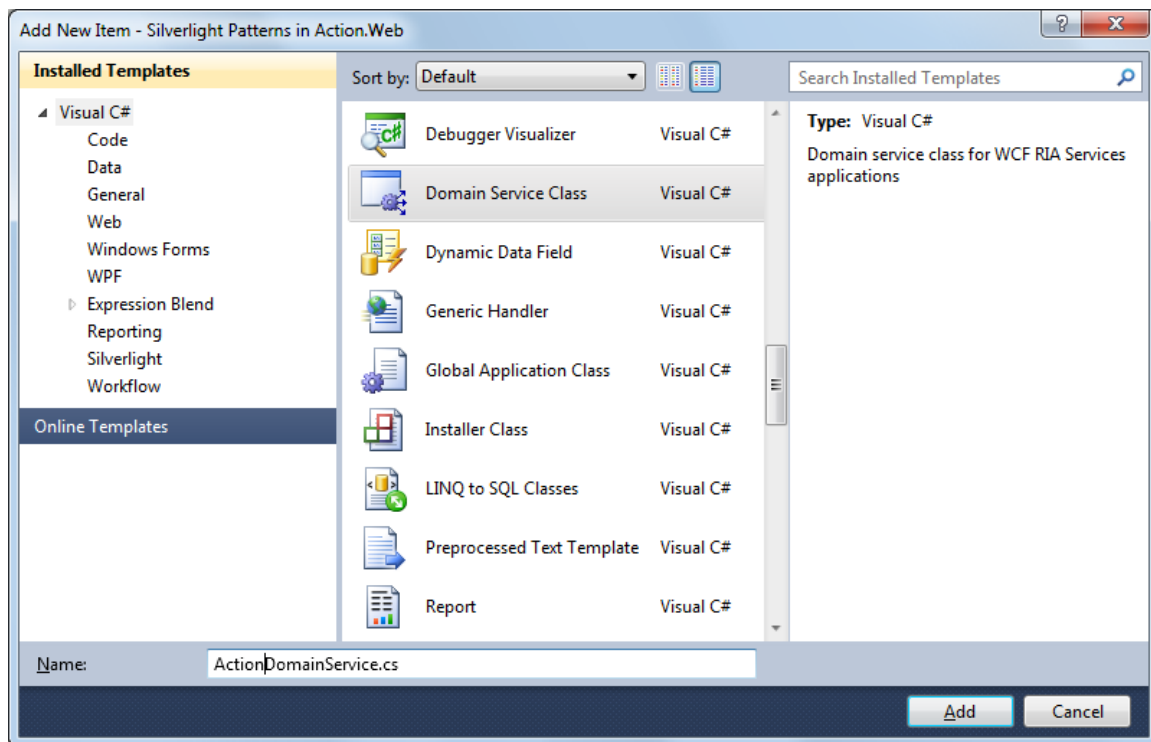 Add New Item - Silverlight Patterns in Action.Web
Installed Templates
Sort by: Default
Search Installed Templates
Visual C#
Code
Data
General
Web
Windows Forms
WPF
Expression Blend
Reporting
Silverlight
Workflow
Online Templates
Debugger Visualizer Visual C#
Domain Service Class Visual C#
Dynamic Data Field Visual C#
Generic Handler Visual C#
Global Application Class Visual C#
Installer Class Visual C#
LINQ to SQL Classes Visual C#
Preprocessed Text Template Visual C#
Report Visual C#
Type: Visual C#
Domain service class for WCF RIA Services
applications
Name: ActionDomainService.cs
Add Cancel